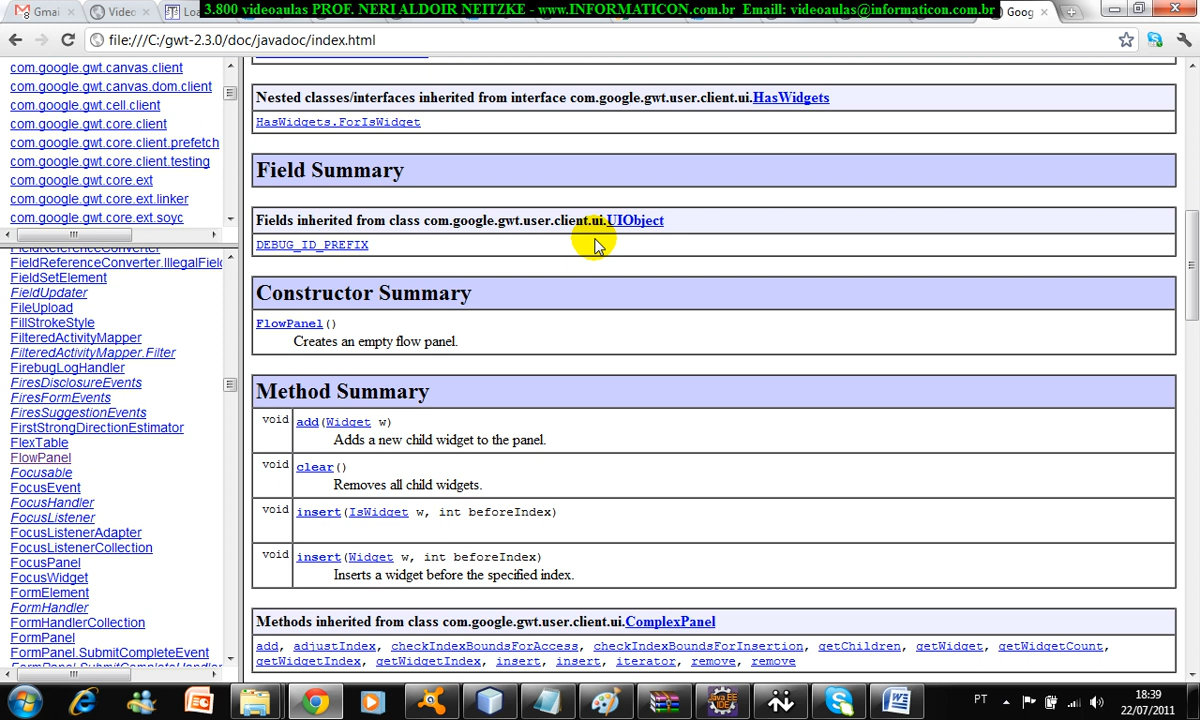 3.800 videoaulas PROF. NERI ALDOIR NEITZKE - www.INFORMATICON.com.br Email: videoaulas@informaticon.com.br
Gmai
Video
Loa
Goog
file:///C:/gwt-2.3.0/doc/javadoc/index.html
com.google.gwt.canvas.client
com.google.gwt.canvas.dom.client
com.google.gwt.cell.client
com.google.gwt.core.client
com.google.gwt.core.client.prefetch
com.google.gwt.core.client.testing
com.google.gwt.core.ext
com.google.gwt.core.ext.linker
com.google.gwt.core.ext.soyc
FieldReferenceConverter
FieldReferenceConverter.IllegalField
FieldSetElement
FieldUpdater
FileUpload
FillStrokeStyle
FilteredActivityMapper
FilteredActivityMapper.Filter
FirebugLogHandler
FiresDisclosureEvents
FiresFormEvents
FiresSuggestionEvents
FirstStrongDirectionEstimator
FlexTable
FlowPanel
Focusable
FocusEvent
FocusHandler
FocusListener
FocusListenerAdapter
FocusListenerCollection
FocusPanel
FocusWidget
FormElement
FormHandler
FormHandlerCollection
FormPanel
FormPanel.SubmitCompleteEvent
FormPanel.SubmitCompleteHandler
Nested classes/interfaces inherited from interface com.google.gwt.user.client.ui.HasWidgets
HasWidgets.ForIsWidget
Field Summary
Fields inherited from class com.google.gwt.user.client.ui.UIObject
DEBUG_ID_PREFIX
Constructor Summary
FlowPanel()
Creates an empty flow panel.
Method Summary
void add(Widget w)
Adds a new child widget to the panel.
void clear()
Removes all child widgets.
void insert(IsWidget w, int beforeIndex)
void insert(Widget w, int beforeIndex)
Inserts a widget before the specified index.
Methods inherited from class com.google.gwt.user.client.ui.ComplexPanel
add, adjustIndex, checkIndexBoundsForAccess, checkIndexBoundsForInsertion, getChildren, getWidget, getWidgetCount,
getWidgetIndex, getWidgetIndex, insert, insert, iterator, remove, remove
PT
18:39
22/07/2011